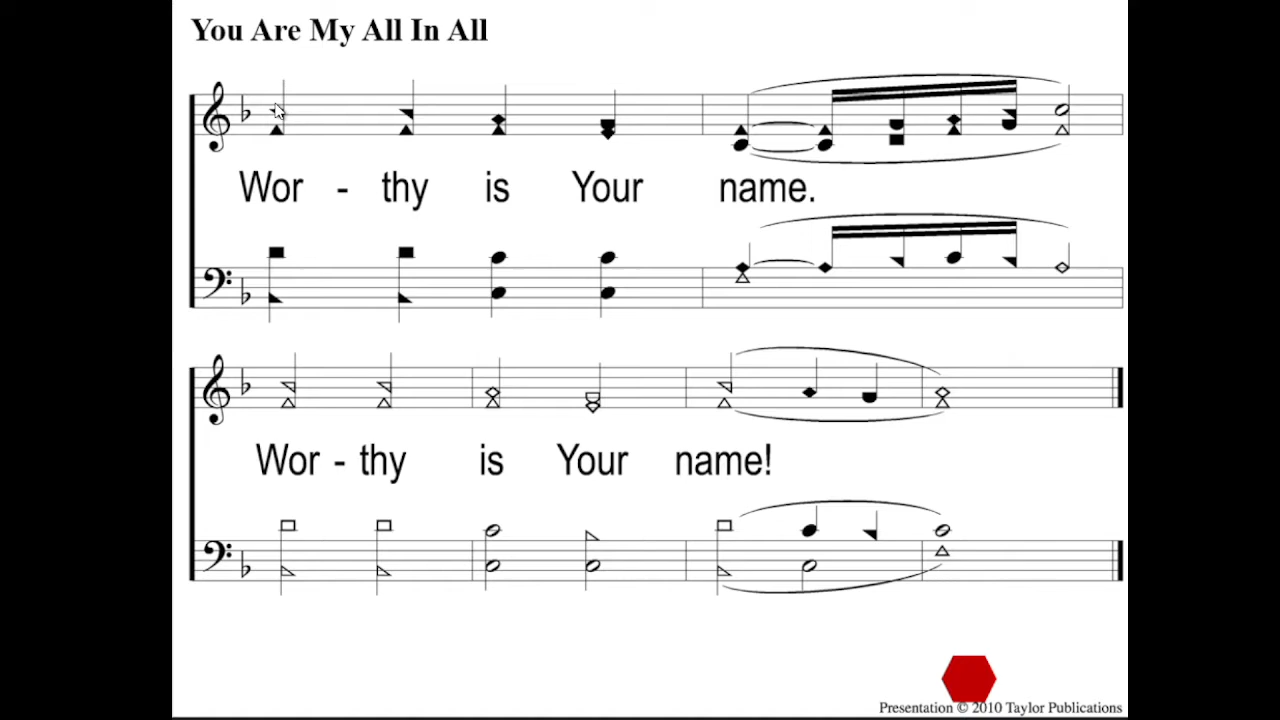 You Are My All In All
Wor - thy is Your name.
Wor - thy is Your name!
Presentation © 2010 Taylor Publications